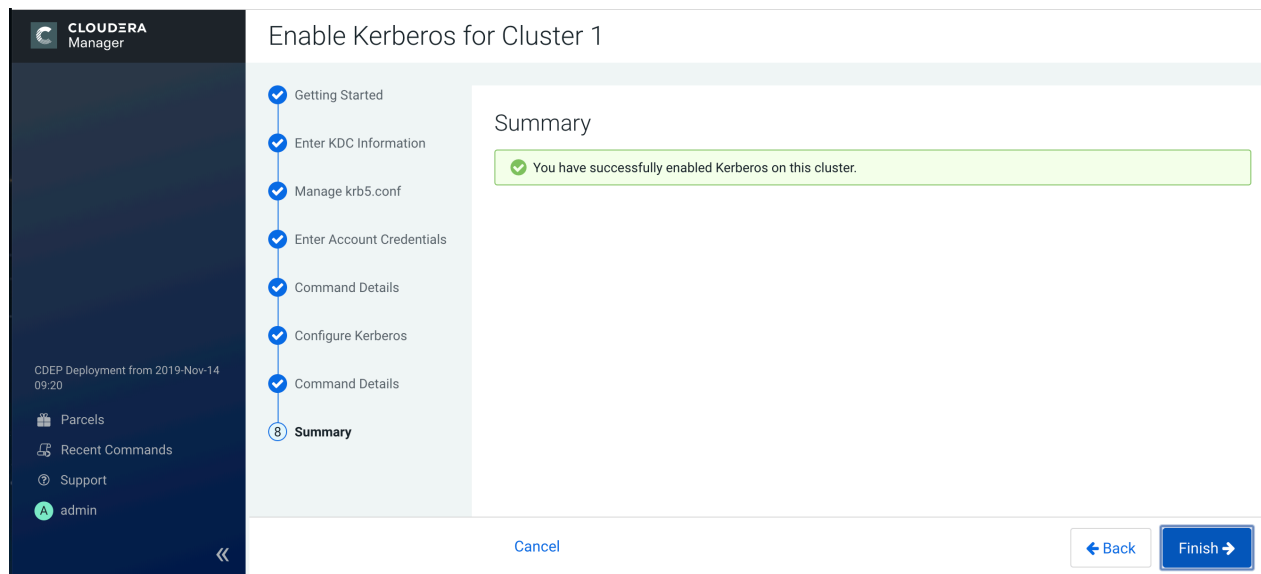 CLOUDERA
Manager
Enable Kerberos for Cluster 1
Getting Started
Enter KDC Information
Manage krb5.conf
Enter Account Credentials
Command Details
Configure Kerberos
Command Details
8 Summary
Summary
You have successfully enabled Kerberos on this cluster.
CDEP Deployment from 2019-Nov-14
09:20
Parcels
Recent Commands
Support
A admin
Cancel
Back
Finish